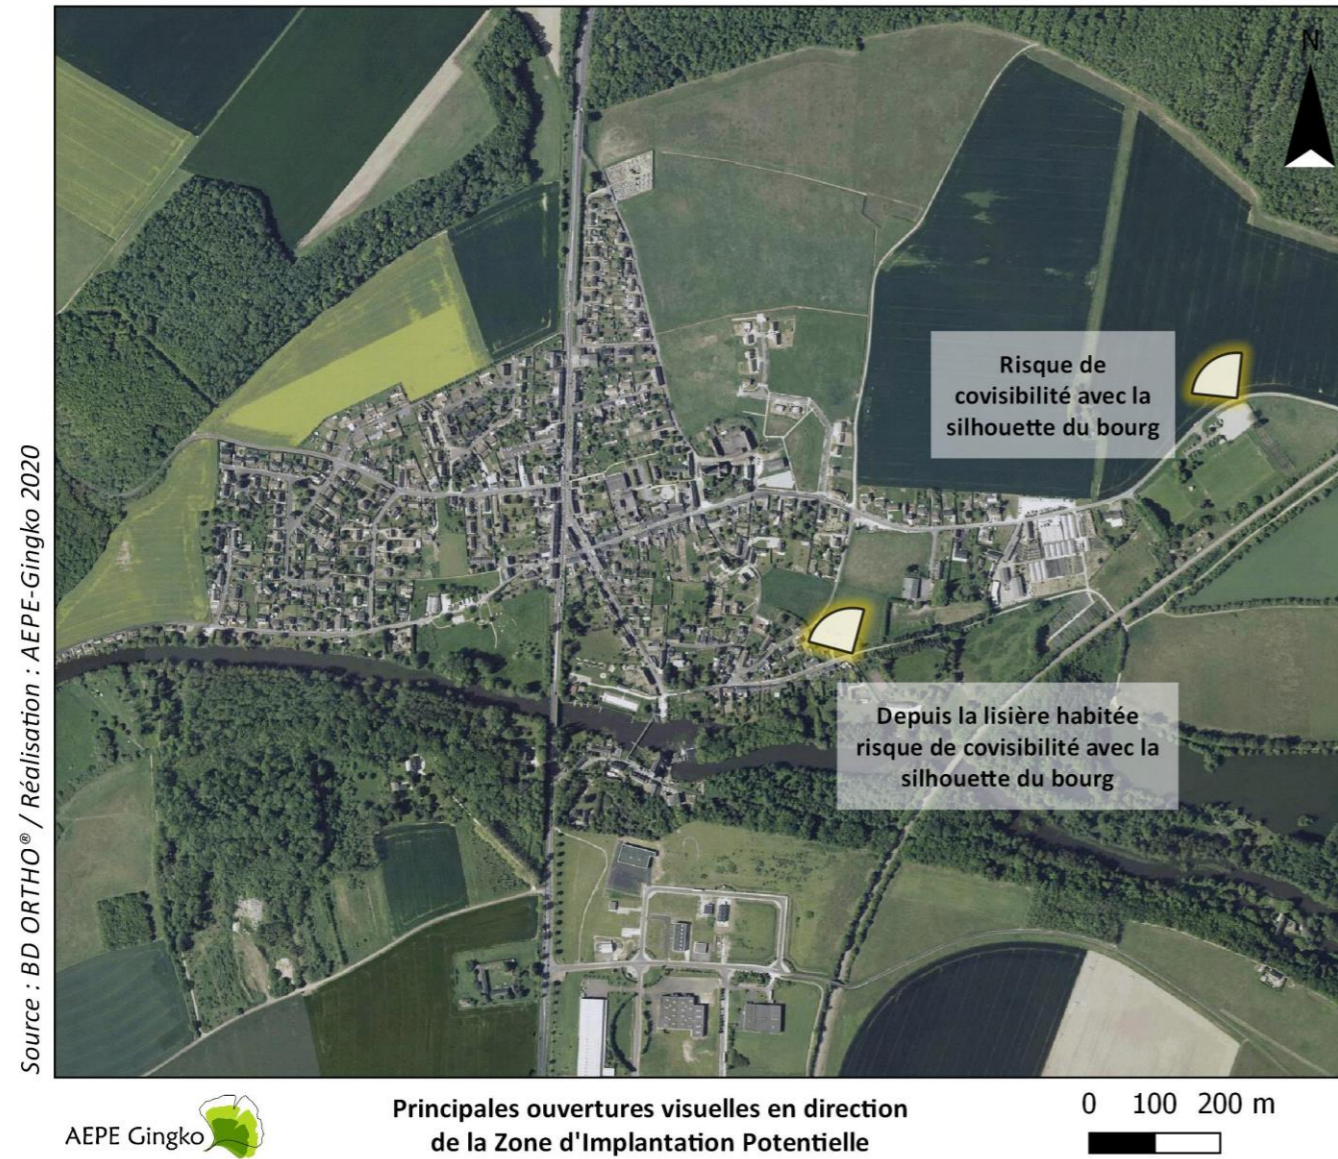 N
Risque de
covisibilité avec la
silhouette du bourg
Depuis la lisière habitée
risque de covisibilité avec la
silhouette du bourg
Source : BD ORTHO® / Réalisation : AEPE-Gingko 2020
AEPE Gingko
Principales ouvertures visuelles en direction
de la Zone d'Implantation Potentielle
0 100 200 m